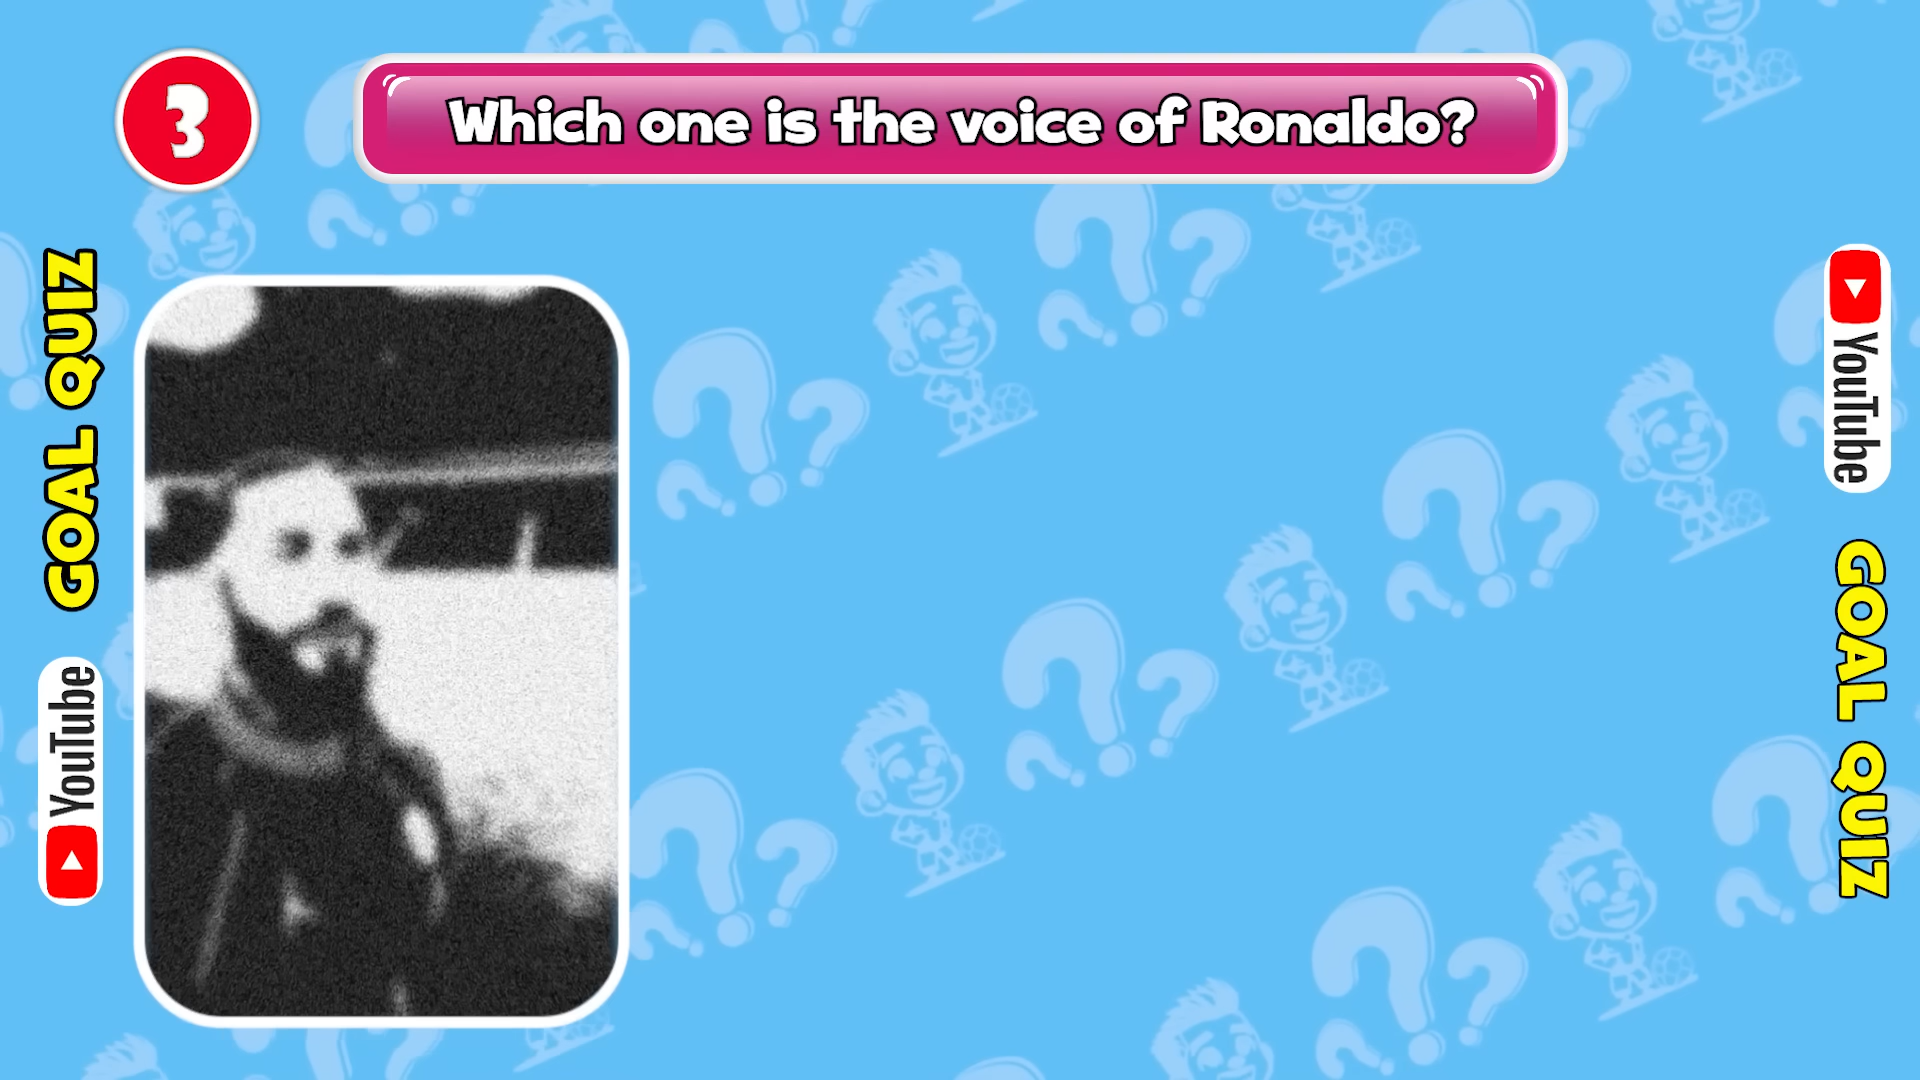 3
Which one is the voice of Ronaldo?
GOAL QUIZ
YouTube
YouTube
GOAL QUIZ